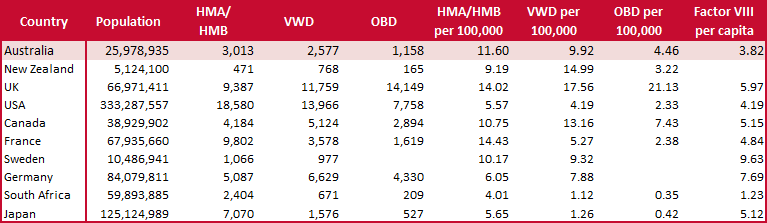 Country Population HMA/HMB VWD OBD HMA/HMB per 100,000 VWD per 100,000 OBD per 100,000 Factor VIII per capita
Australia 25,978,935 3,013 2,577 1,158 11.60 9.92 4.46 3.82
New Zealand 5,124,100 471 768 165 9.19 14.99 3.22
UK 66,971,411 9,387 11,759 14,149 14.02 17.56 21.13 5.97
USA 333,287,557 18,580 13,966 7,758 5.57 4.19 2.33 4.19
Canada 38,929,902 4,184 5,124 2,894 10.75 13.16 7.43 5.15
France 67,935,660 9,802 3,578 1,619 14.43 5.27 2.38 4.84
Sweden 10,486,941 1,066 977 10.17 9.32 9.63
Germany 84,079,811 5,087 6,629 4,330 6.05 7.88 7.69
South Africa 59,893,885 2,404 671 209 4.01 1.12 0.35 1.23
Japan 125,124,989 7,070 1,576 527 5.65 1.26 0.42 5.12